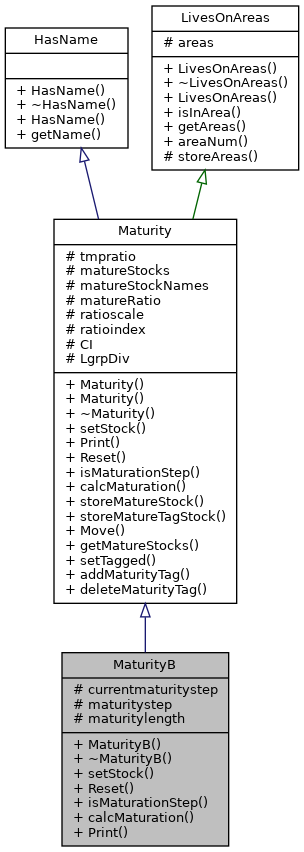 HasName
+ HasName()
+ ~HasName()
+ HasName()
+ getName()
LivesOnAreas
# areas
+ LivesOnAreas()
+ ~LivesOnAreas()
+ LivesOnAreas()
+ isInArea()
+ getAreas()
+ areaNum()
# storeAreas()
Maturity
# tmpratio
# matureStocks
# matureStockNames
# matureRatio
# ratioscale
# ratioindex
# CI
# LgrpDiv
+ Maturity()
+ Maturity()
+ ~Maturity()
+ setStock()
+ Print()
+ Reset()
+ isMaturationStep()
+ calcMaturation()
+ storeMatureStock()
+ storeMatureTagStock()
+ Move()
+ getMatureStocks()
+ setTagged()
+ addMaturityTag()
+ deleteMaturityTag()
MaturityB
# currentmaturitystep
# maturitystep
# maturitylength
+ MaturityB()
+ ~MaturityB()
+ setStock()
+ Reset()
+ isMaturationStep()
+ calcMaturation()
+ Print()